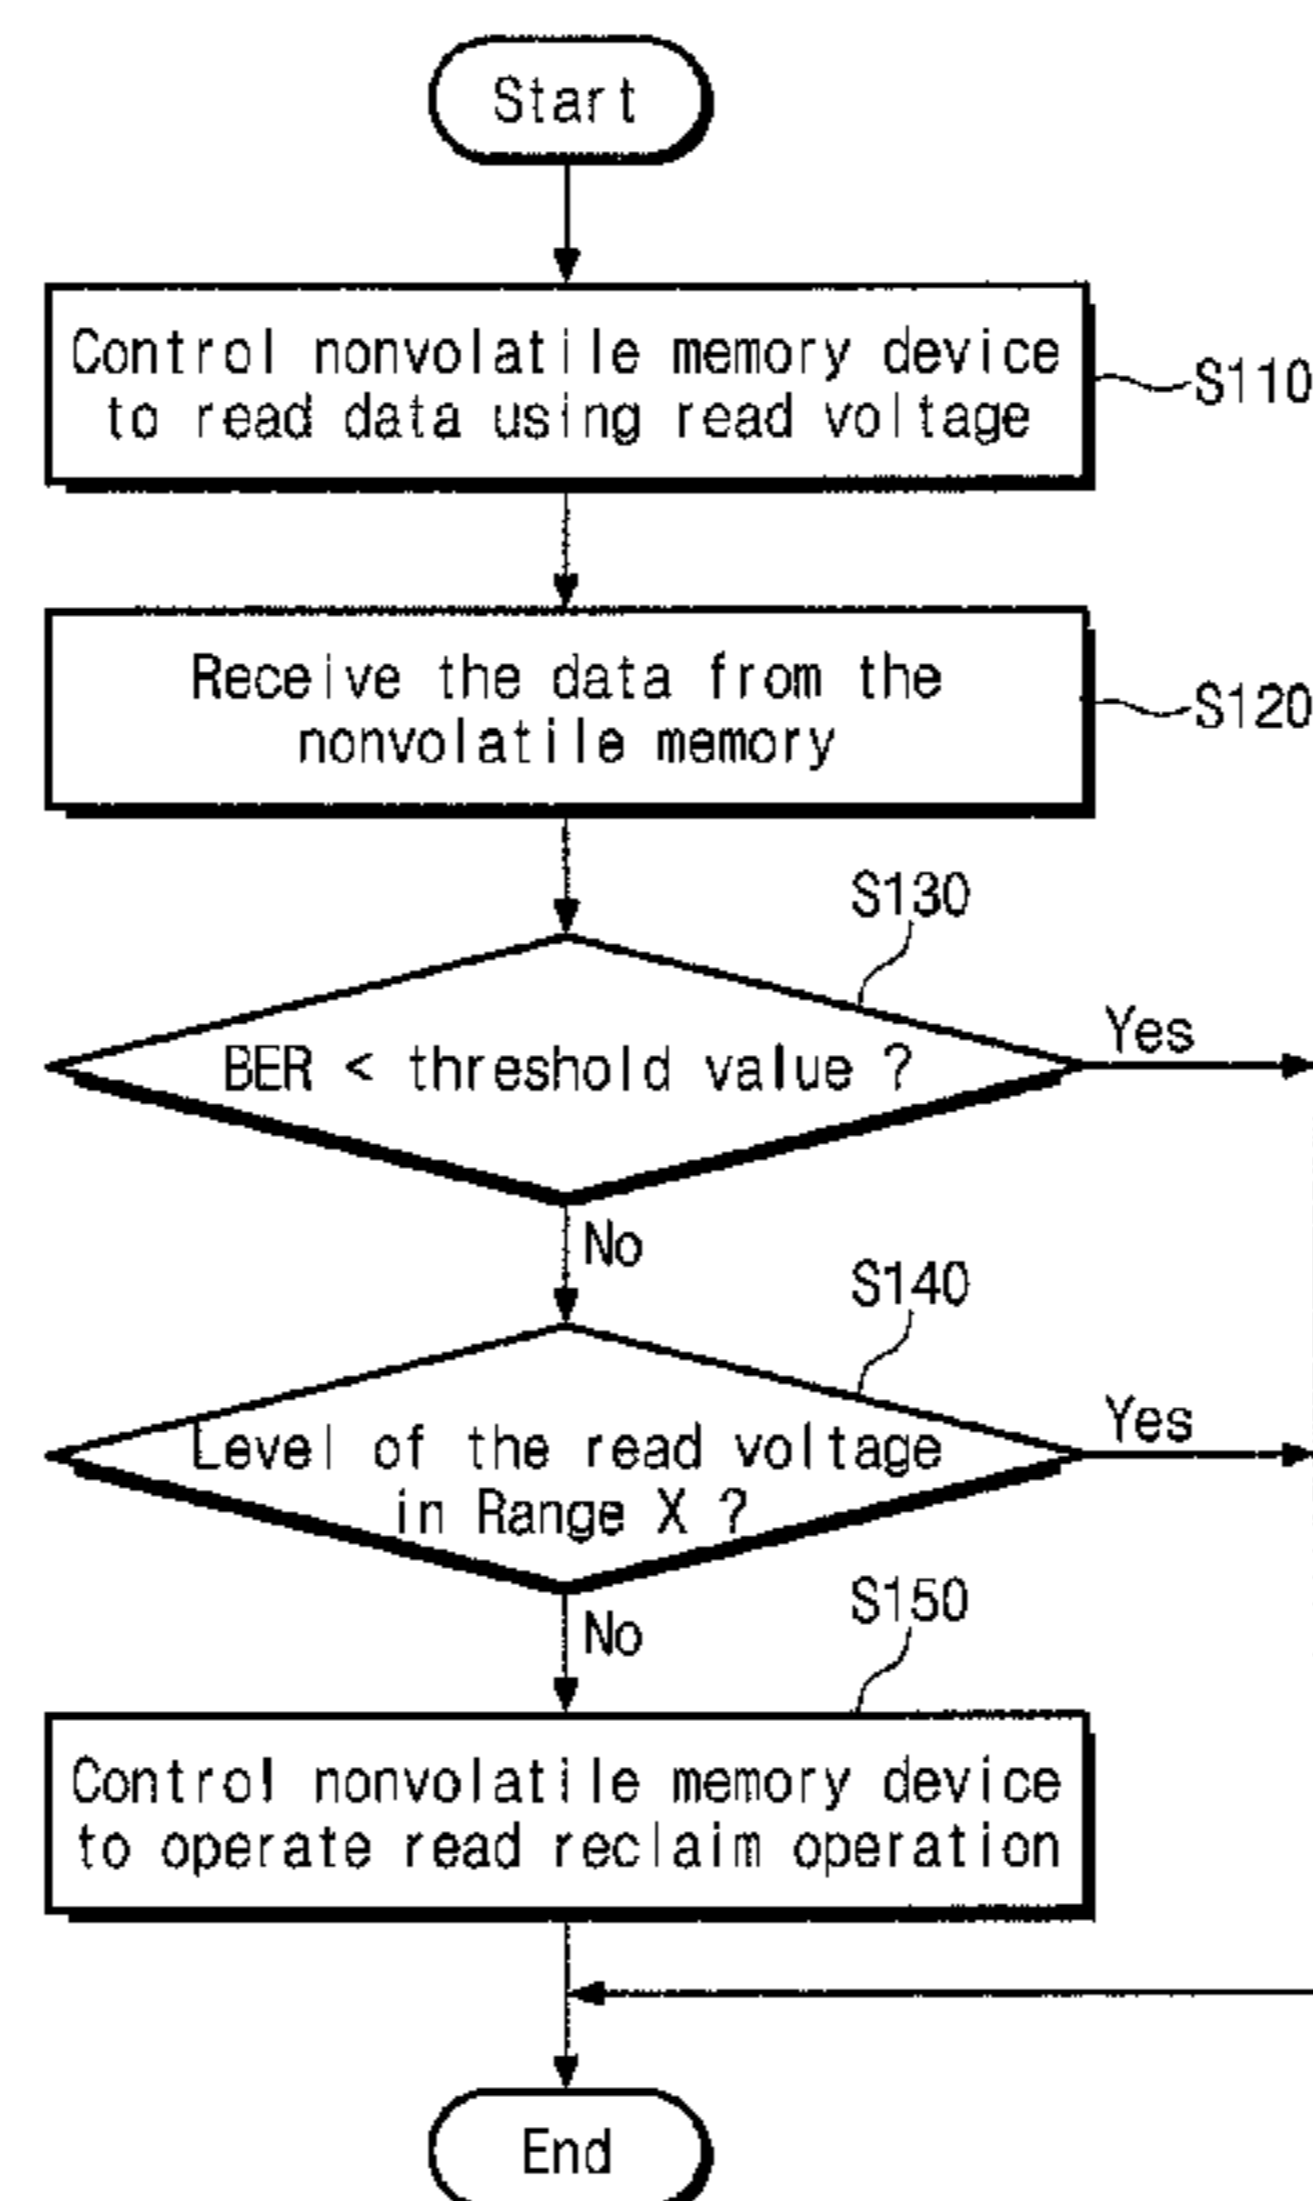 Start
Control nonvolatile memory device
to read data using read voltage
S110
Receive the data from the
nonvolatile memory
S120
S130
BER < threshold value ?
Yes
No
S140
Level of the read voltage
in Range X ?
Yes
No
S150
Control nonvolatile memory device
to operate read reclaim operation
End